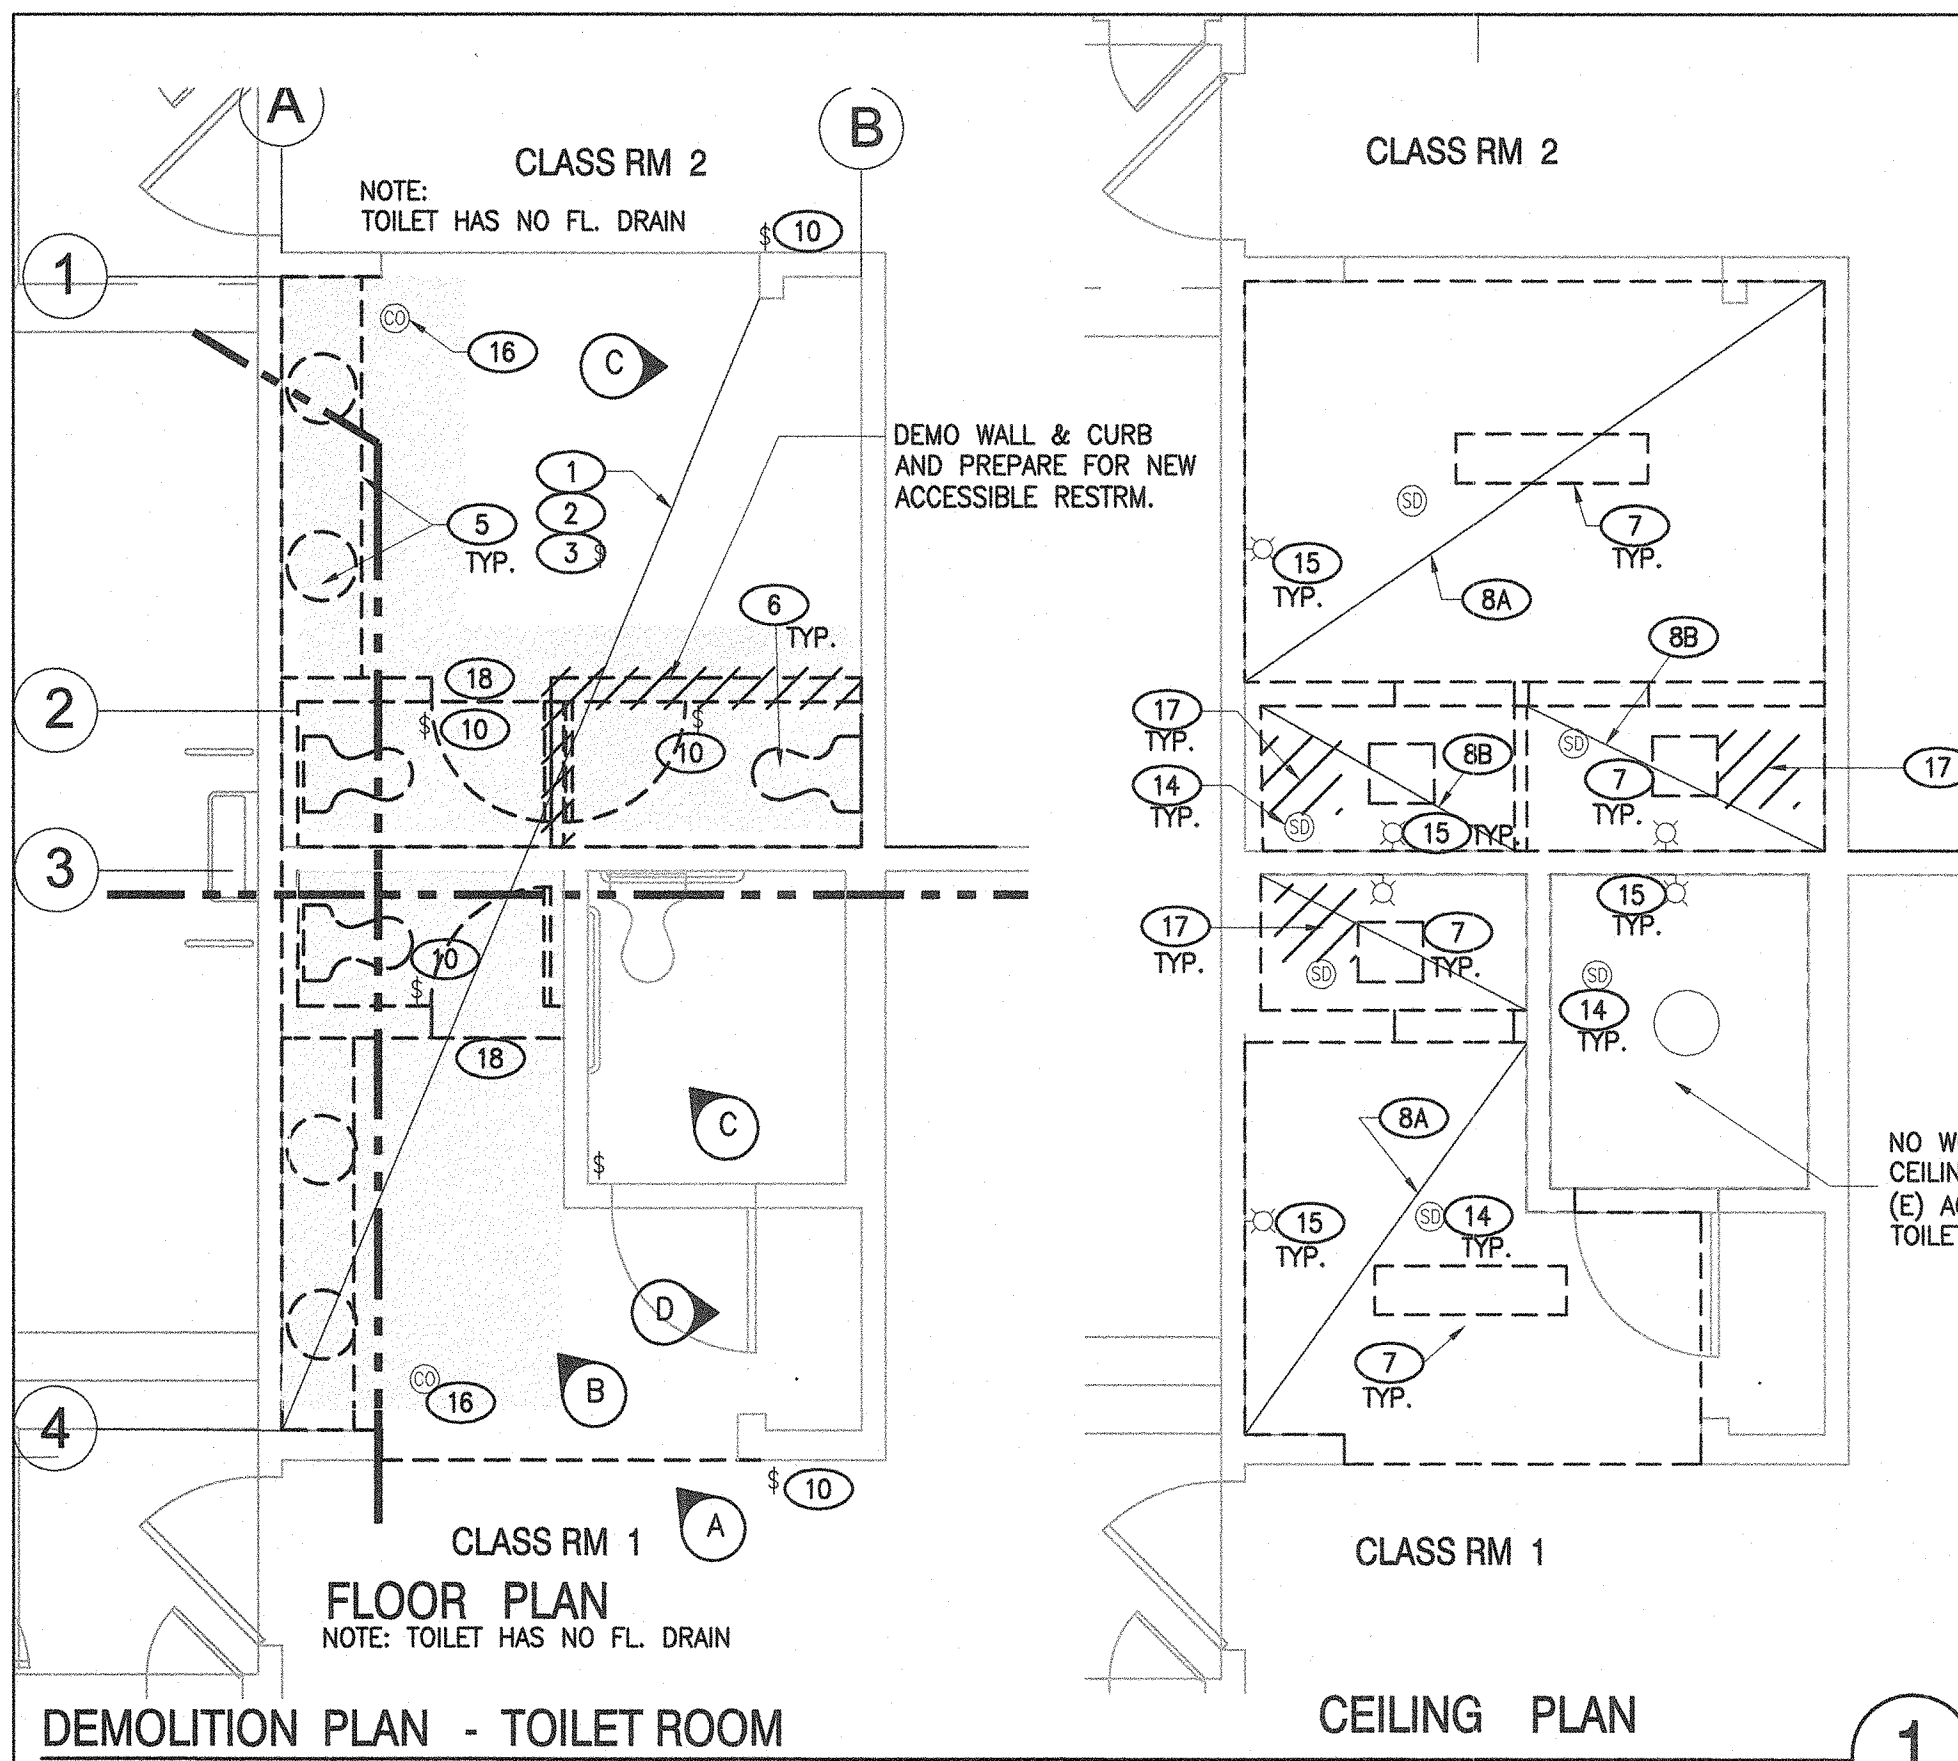 A
B
CLASS RM 2
NOTE:
TOILET HAS NO FL. DRAIN
$ 10
1
CO
16
C
DEMO WALL & CURB
AND PREPARE FOR NEW
ACCESSIBLE RESTRM.
1
2
3 $
5
TYP.
6
TYP.
2
18
$ 10
$
10
3
10
$
18
C
$
D
CO
16
B
4
$ 10
CLASS RM 1
A
FLOOR PLAN
NOTE: TOILET HAS NO FL. DRAIN
DEMOLITION PLAN - TOILET ROOM
CLASS RM 2
SD
7
TYP.
15
TYP.
8A
8B
17
TYP.
SD
8B
7
TYP.
17
14
TYP.
SD
15 TYP.
17
TYP.
SD
7
TYP.
15
TYP.
SD
14
TYP.
8A
NO
CEILIN
(E)
TOILE
15
TYP.
SD 14
TYP.
7
TYP.
CLASS RM 1
CEILING PLAN
1